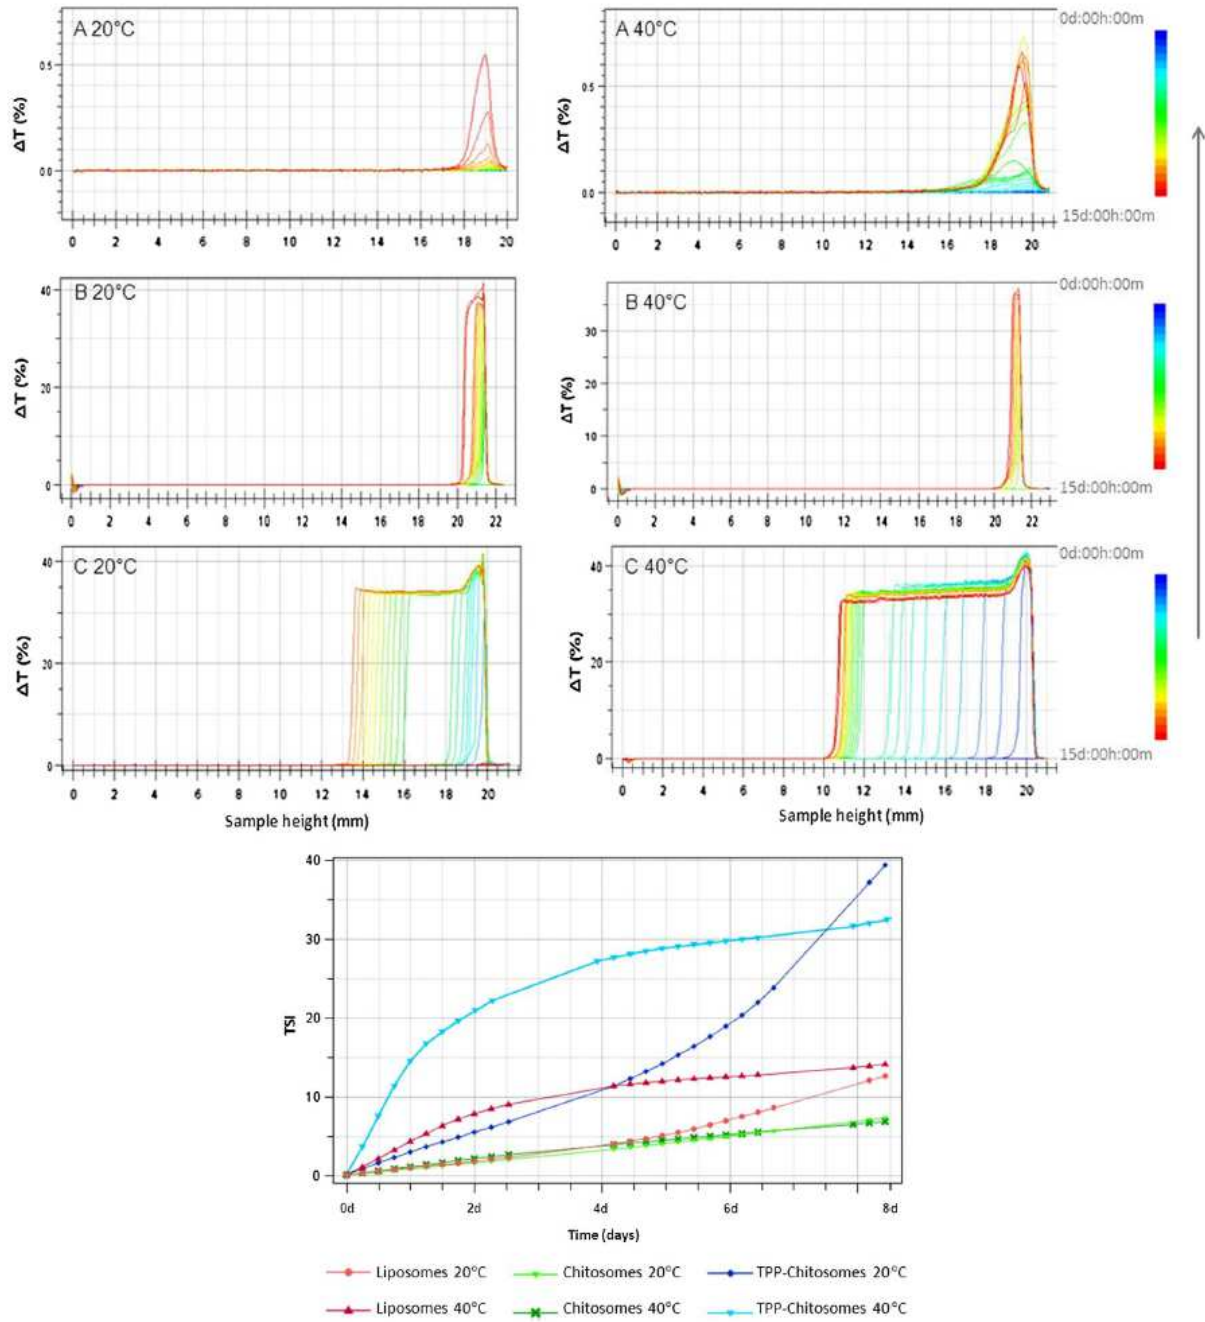 A 20°C
A 40°C
0d:00h:00m
ΔT (%)
0.5
0.0
0 2 4 6 8 10 12 14 16 18 20
ΔT (%)
0.5
0.0
0 2 4 6 8 10 12 14 16 18 20
15d:00h:00m
B 20°C
B 40°C
0d:00h:00m
ΔT (%)
40
20
0
0 2 4 6 8 10 12 14 16 18 20 22
ΔT (%)
30
20
10
0
0 2 4 6 8 10 12 14 16 18 20 22
15d:00h:00m
C 20°C
C 40°C
0d:00h:00m
ΔT (%)
40
20
0
0 2 4 6 8 10 12 14 16 18 20
Sample height (mm)
ΔT (%)
40
20
0
0 2 4 6 8 10 12 14 16 18 20
Sample height (mm)
15d:00h:00m
TSI
40
30
20
10
0
0d 2d 4d 6d 8d
Time (days)
Liposomes 20°C Chitosomes 20°C TPP-Chitosomes 20°C
Liposomes 40°C Chitosomes 40°C TPP-Chitosomes 40°C